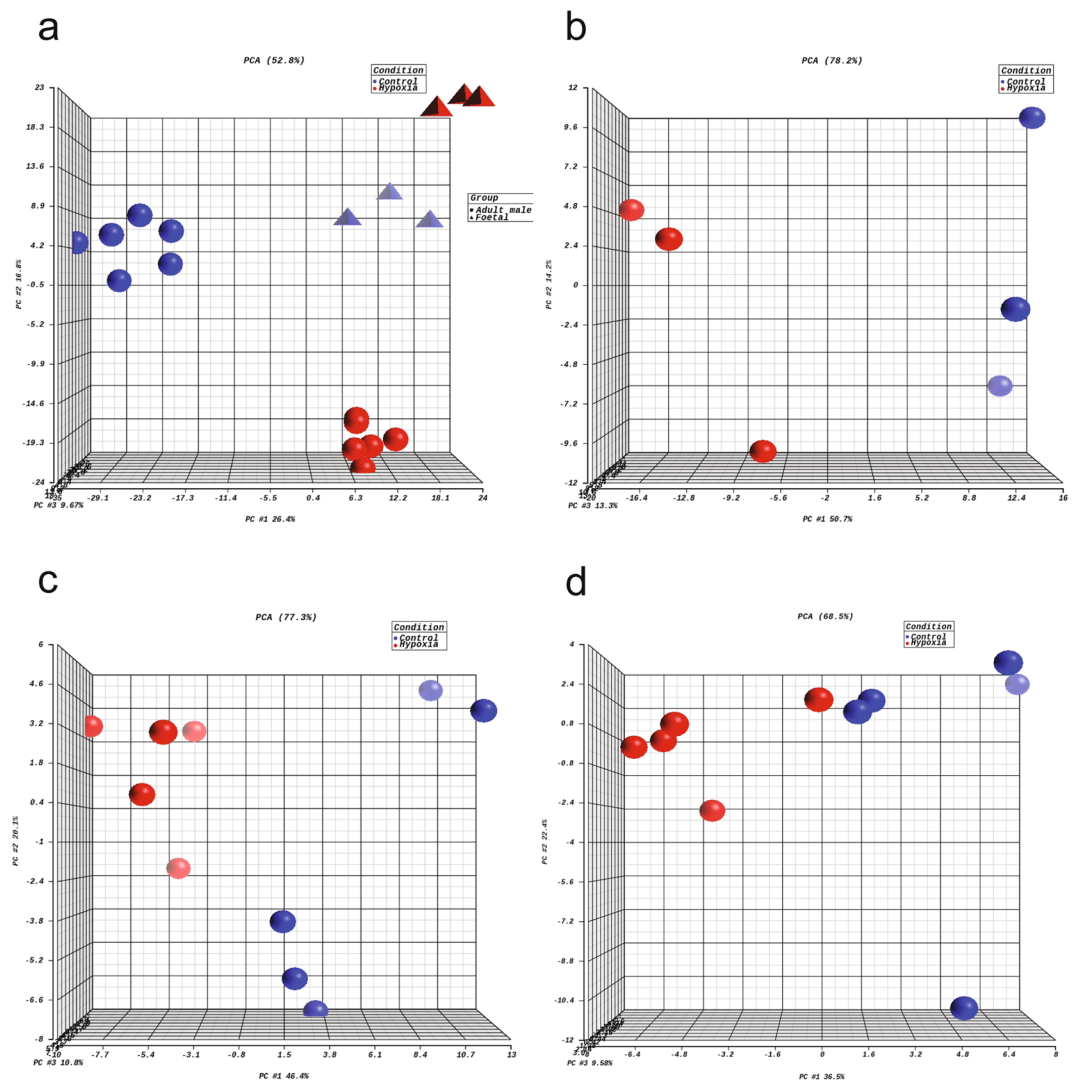 a
PCA (52.8%)
Condition
Control
Hypoxia
23
18.3
13.6
8.9
4.2
-0.5
-5.2
-9.9
-14.6
-19.3
-24
PC #2 16.8%
Group
Adult male
Foetal
-29.1 -23.2 -17.3 -11.4 -5.5 0.4 6.3 12.2 18.1 24
PC #3 9.67%
PC #1 26.4%
b
PCA (78.2%)
Condition
Control
Hypoxia
12
9.6
7.2
4.8
2.4
0
-2.4
-4.8
-7.2
-9.6
-12
PC #2 14.2%
-16.4 -12.8 -9.2 -5.6 -2 1.6 5.2 8.8 12.4 16
PC #3 13.3%
PC #1 50.7%
c
PCA (77.3%)
Condition
Control
Hypoxia
6
4.6
3.2
1.8
0.4
-1
-2.4
-3.8
-5.2
-6.6
-8
PC #2 20.1%
-10 -7.7 -5.4 -3.1 -0.8 1.5 3.8 6.1 8.4 10.7 13
PC #3 10.8%
PC #1 46.4%
d
PCA (68.5%)
Condition
Control
Hypoxia
4
2.4
0.8
-0.8
-2.4
-4
-5.6
-7.2
-8.8
-10.4
-12
PC #2 22.4%
-6.4 -4.8 -3.2 -1.6 0 1.6 3.2 4.8 6.4 8
PC #3 9.58%
PC #1 36.5%